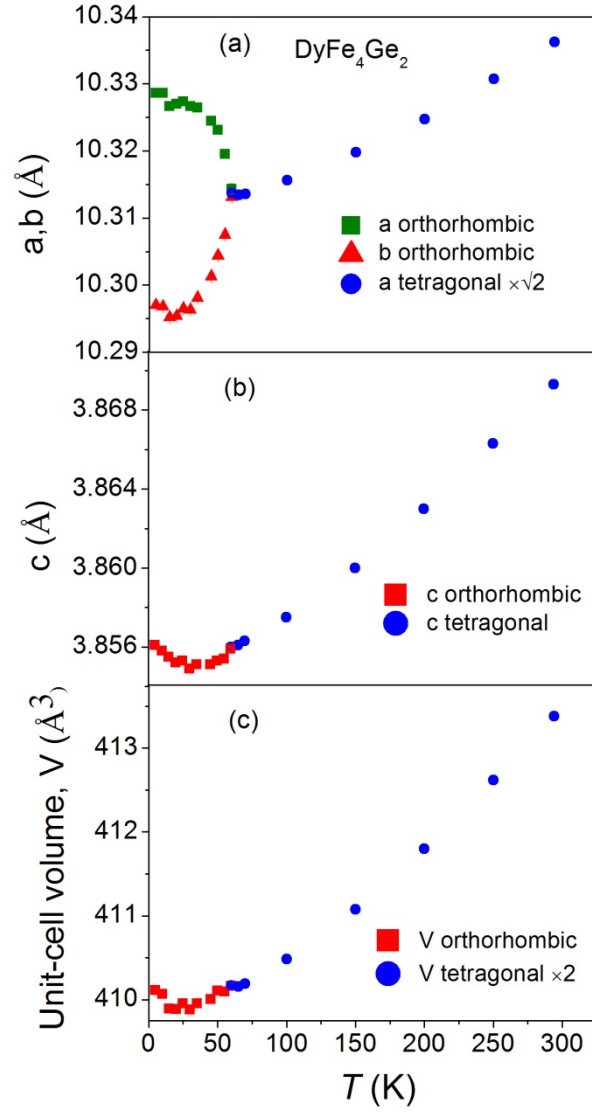 (a) DyFe₄Ge₂
10.34
10.33
10.32
10.31
10.30
10.29
a,b (Å)
a orthorhombic
b orthorhombic
a tetragonal ×√2
(b)
3.868
3.864
3.860
3.856
c (Å)
c orthorhombic
c tetragonal
(c)
413
412
411
410
Unit-cell volume, V (Å³)
V orthorhombic
V tetragonal ×2
0 50 100 150 200 250 300
T (K)